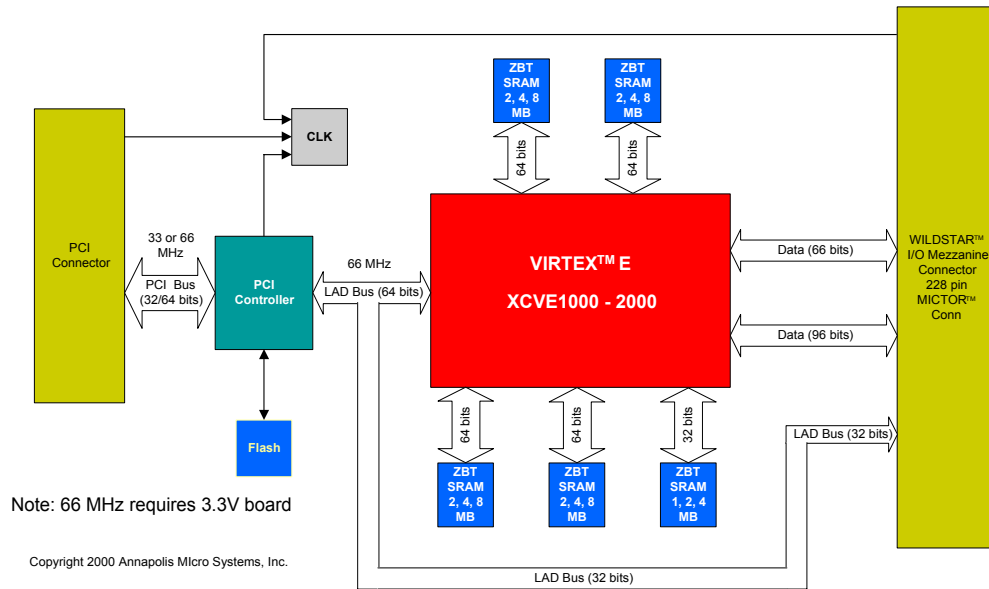 ZBT
SRAM
2, 4, 8
MB
ZBT
SRAM
2, 4, 8
MB
CLK
64 bits
64 bits
PCI
Connector
33 or 66
MHz
PCI Bus
(32/64 bits)
PCI
Controller
66 MHz
LAD Bus (64 bits)
VIRTEX™ E
XCVE1000 - 2000
Data (66 bits)
Data (96 bits)
WILDSTAR™
I/O Mezzanine
Connector
228 pin
MICTOR™
Conn
64 bits
64 bits
32 bits
LAD Bus (32 bits)
Flash
ZBT
SRAM
2, 4, 8
MB
ZBT
SRAM
2, 4, 8
MB
ZBT
SRAM
1, 2, 4
MB
Note: 66 MHz requires 3.3V board
Copyright 2000 Annapolis MIcro Systems, Inc.
LAD Bus (32 bits)